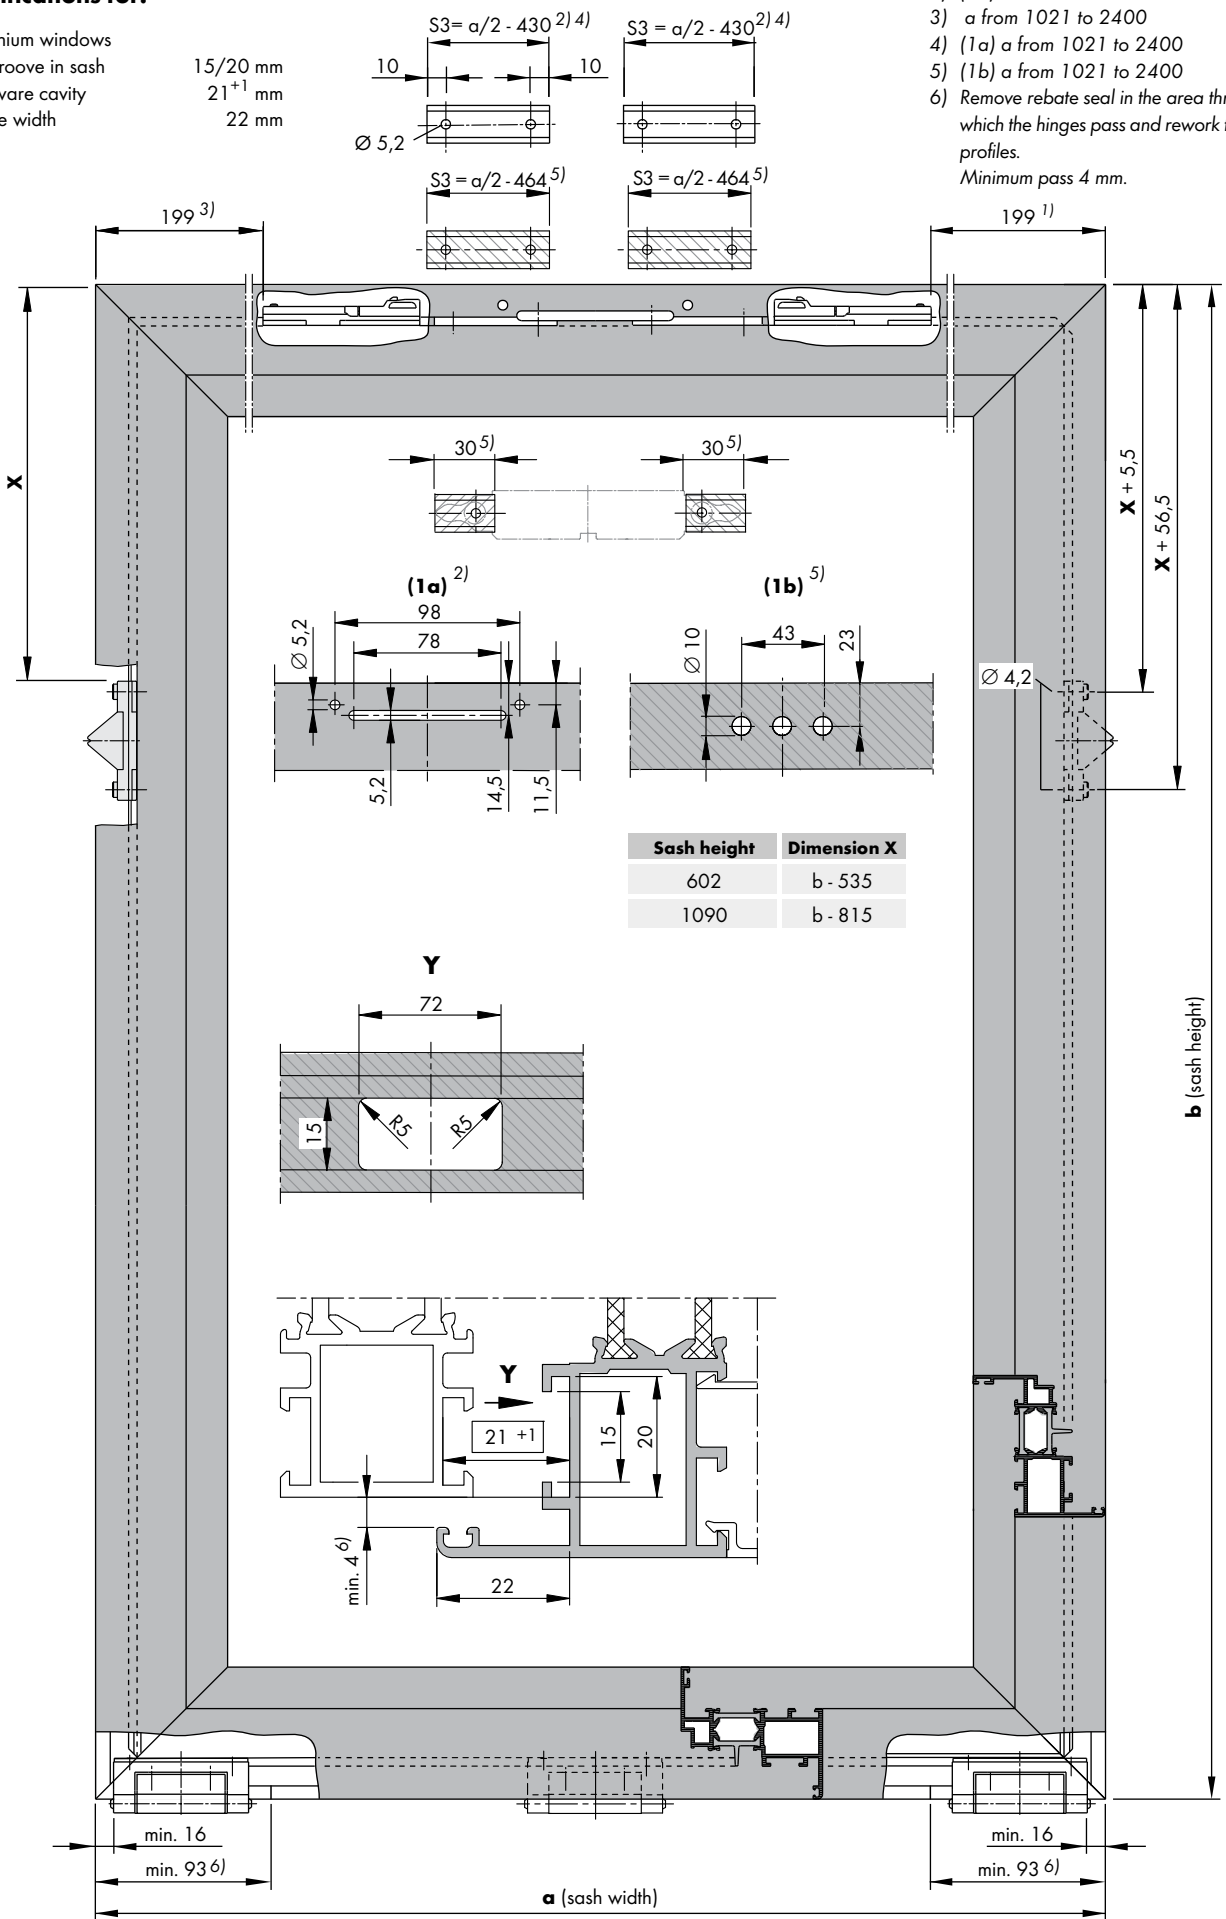 nium windows
roove in sash 15/20 mm
ware cavity 21+1 mm
e width 22 mm
S3= a/2 - 430 2) 4)
S3 = a/2 - 430 2) 4)
10
10
Ø 5,2
S3 = a/2 - 464 5)
S3 = a/2 - 464 5)
3) a from 1021 to 2400
4) (1a) a from 1021 to 2400
5) (1b) a from 1021 to 2400
6) Remove rebate seal in the area
which the hinges pass and rework
profiles.
Minimum pass 4 mm.
199 3)
199 1)
X
30 5)
30 5)
X + 5,5
X + 56,5
(1a) 2)
98
78
Ø 5,2
5,2
14,5
11,5
(1b) 5)
Ø 10
43
23
Ø 4,2
Sash height Dimension X
602 b - 535
1090 b - 815
Y
72
15
R5
R5
b (sash height)
Y
21 +1
15
20
min. 4 6)
22
min. 16
min. 93 6)
min. 16
min. 93 6)
a (sash width)